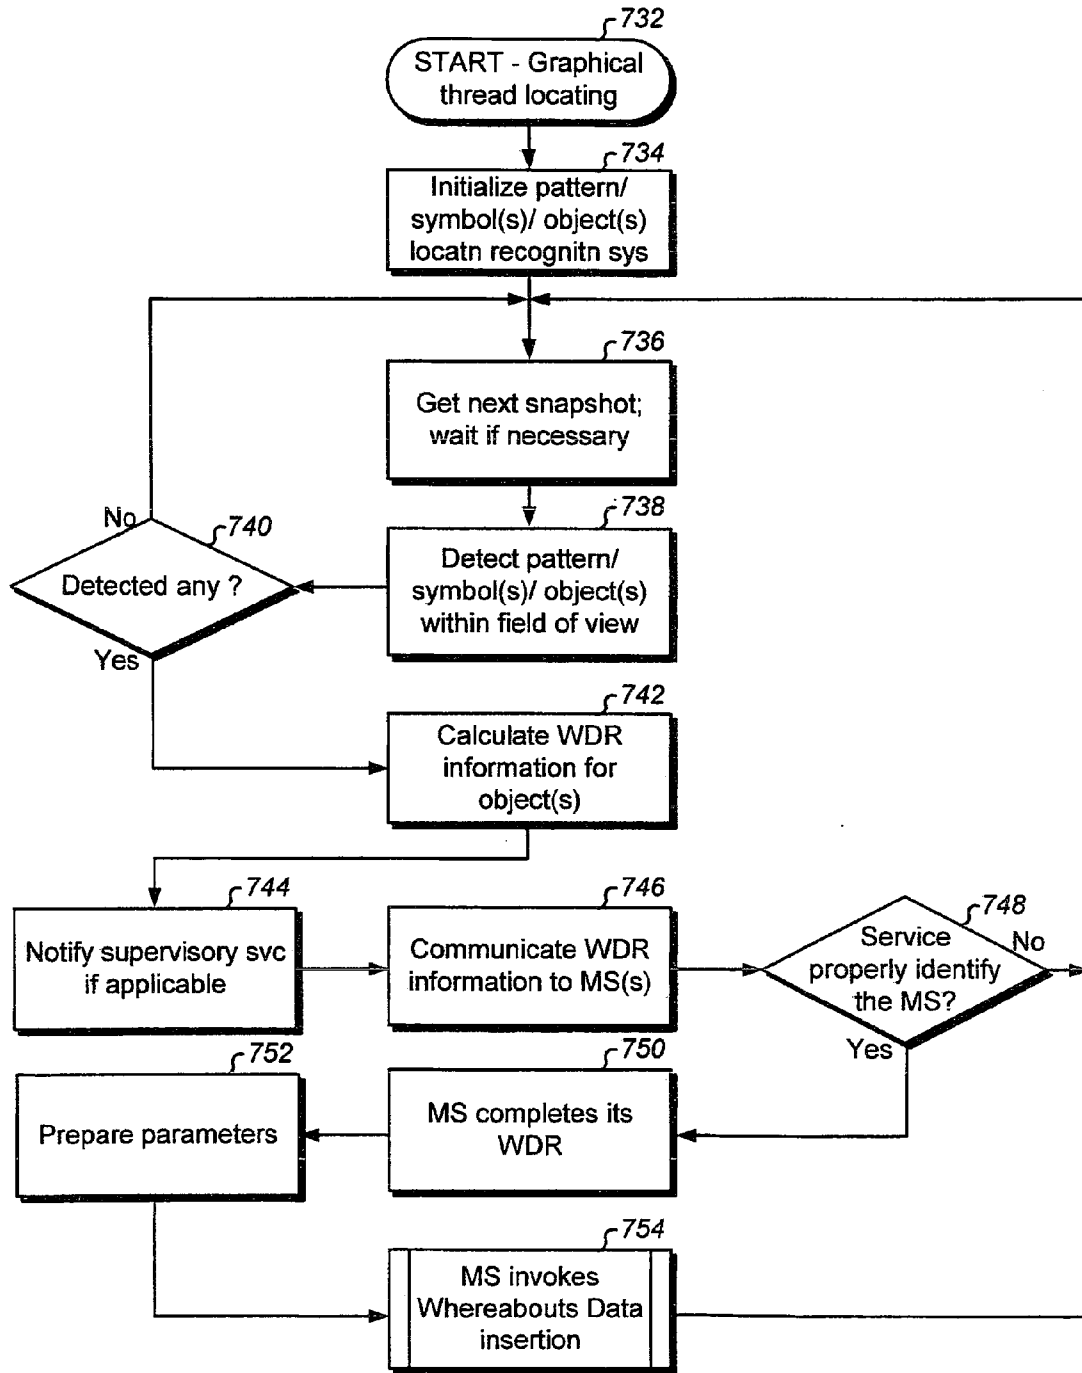 732
START - Graphical
thread locating
734
Initialize pattern/
symbol(s)/ object(s)
locatn recognitn sys
736
Get next snapshot;
wait if necessary
738
Detect pattern/
symbol(s)/ object(s)
within field of view
740
No
Detected any ?
Yes
742
Calculate WDR
information for
object(s)
744
Notify supervisory svc
if applicable
746
Communicate WDR
information to MS(s)
748
No
Service
properly identify
the MS?
Yes
750
MS completes its
WDR
752
Prepare parameters
754
MS invokes
Whereabouts Data
insertion